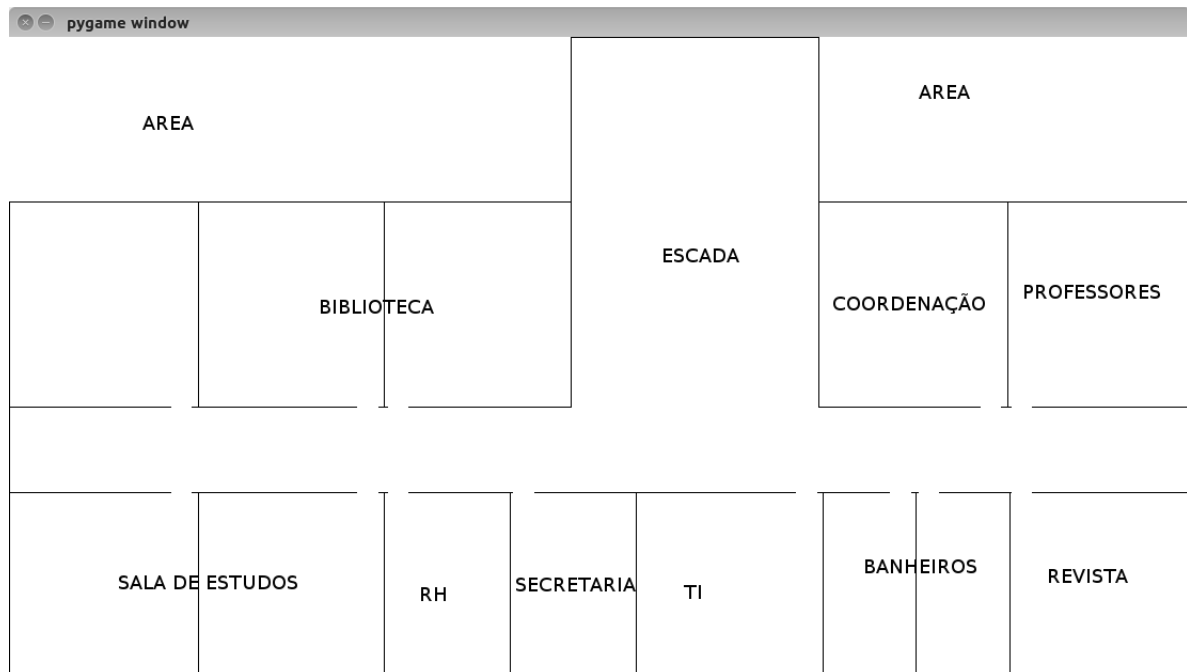 pygame window
AREA
AREA
ESCADA
BIBLIOTECA
COORDENAÇÃO
PROFESSORES
SALA DE ESTUDOS
RH
SECRETARIA
TI
BANHEIROS
REVISTA